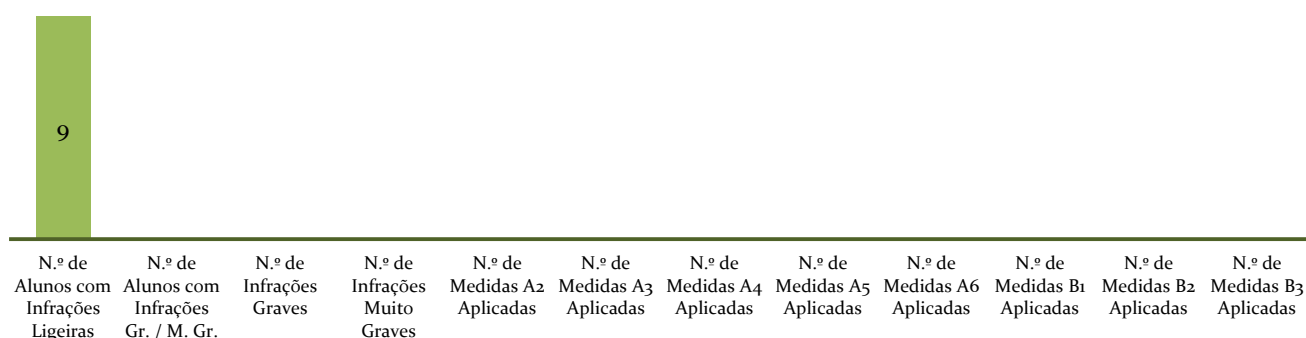 9
N.º de
Alunos com
Infrações
Ligeiras
N.º de
Alunos com
Infrações
Gr. / M. Gr.
N.º de
Infrações
Graves
N.º de
Infrações
Muito
Graves
N.º de
Medidas A2
Aplicadas
N.º de
Medidas A3
Aplicadas
N.º de
Medidas A4
Aplicadas
N.º de
Medidas A5
Aplicadas
N.º de
Medidas A6
Aplicadas
N.º de
Medidas B1
Aplicadas
N.º de
Medidas B2
Aplicadas
N.º de
Medidas B3
Aplicadas